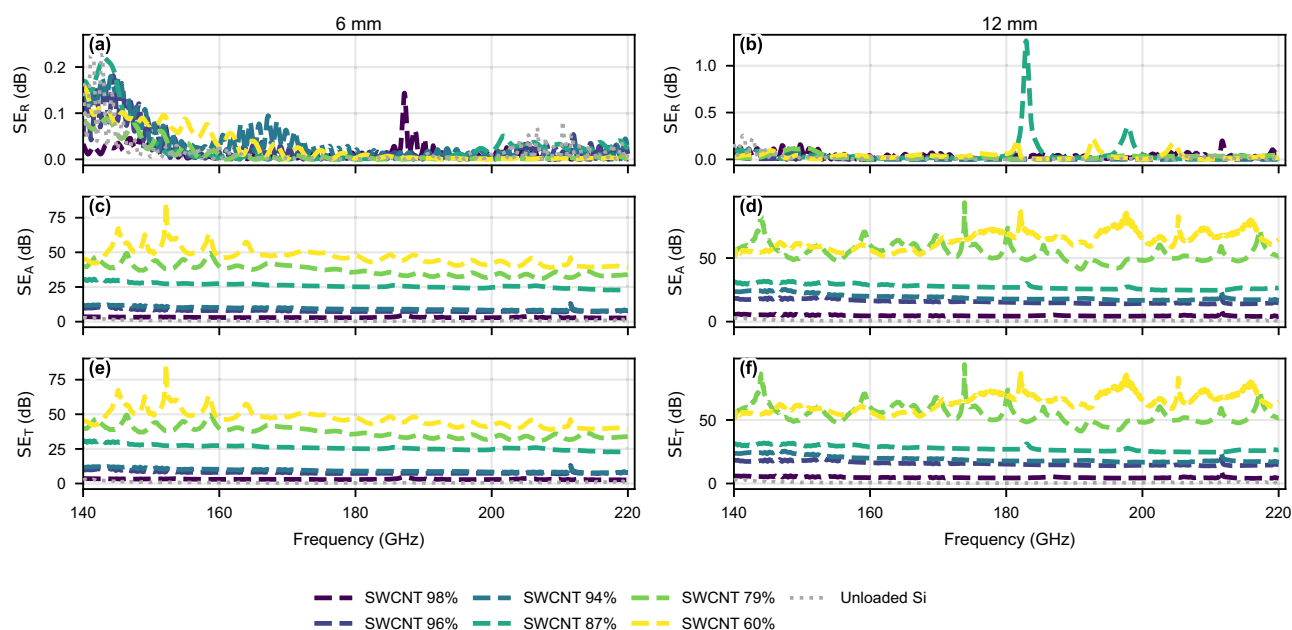 6 mm
12 mm
(a)
SE_R (dB)
0.2
0.1
0.0
(b)
SE_R (dB)
1.0
0.5
0.0
(c)
SE_A (dB)
75
50
25
0
(d)
SE_A (dB)
50
0
(e)
SE_T (dB)
75
50
25
0
140
160
180
200
220
Frequency (GHz)
(f)
SE_T (dB)
50
0
140
160
180
200
220
Frequency (GHz)
SWCNT 98%
SWCNT 94%
SWCNT 79%
Unloaded Si
SWCNT 96%
SWCNT 87%
SWCNT 60%